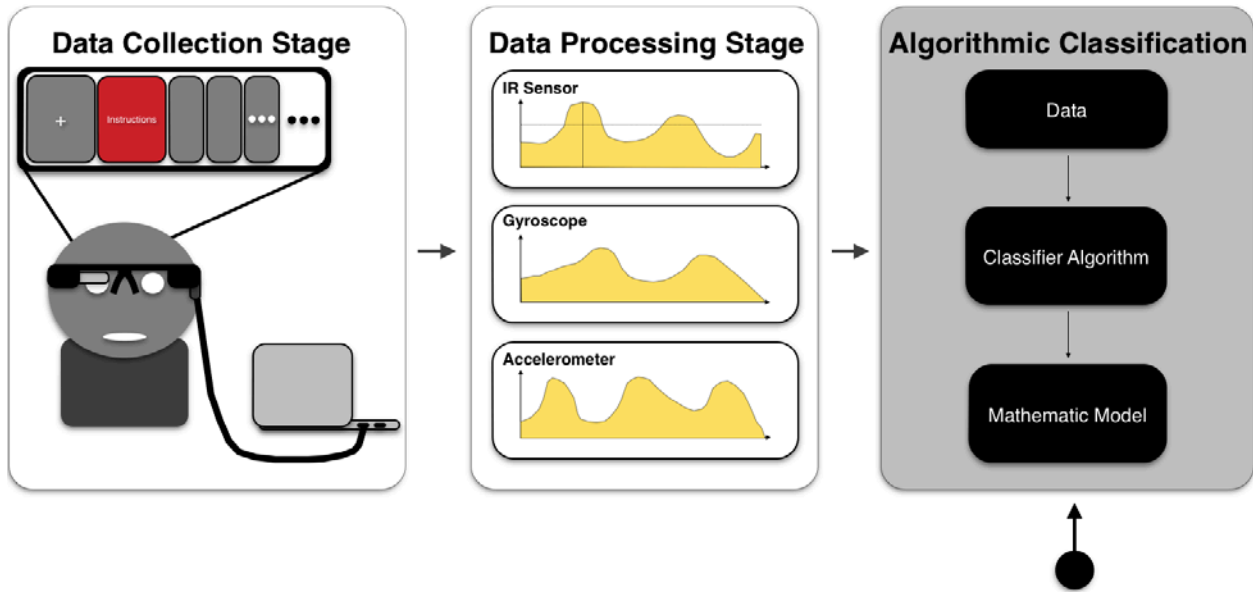 Data Collection Stage
+
Instructions
Data Processing Stage
IR Sensor
Gyroscope
Accelerometer
Algorithmic Classification
Data
Classifier Algorithm
Mathematic Model